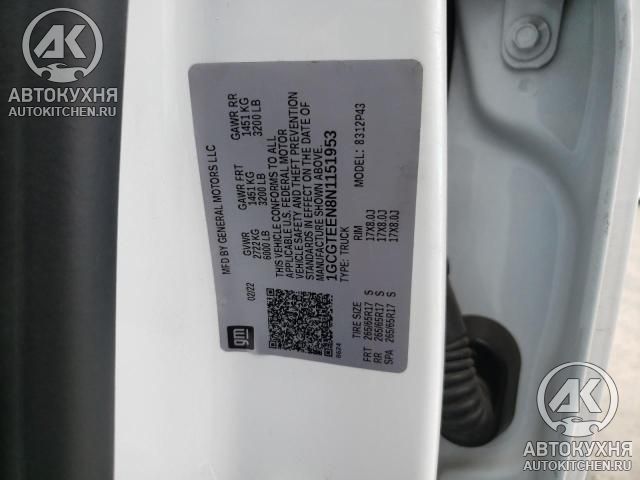 АВТОКУХНЯ
AUTOKITCHEN.RU
MFD BY GENERAL MOTORS LLC
02/22
gm
GVWR
2722 KG
6000 LB
GAWR FRT
1451 KG
3200 LB
GAWR RR
1451 KG
3200 LB
THIS VEHICLE CONFORMS TO ALL
APPLICABLE U.S. FEDERAL MOTOR
VEHICLE SAFETY AND THEFT PREVENTION
STANDARDS IN EFFECT ON THE DATE OF
MANUFACTURE SHOWN ABOVE.
1GCGTEEN8N1151953
TYPE: TRUCK
MODEL: 8312P43
TIRE SIZE
RIM
FRT 265/65R17 S 17X8.0J
RR 265/65R17 S 17X8.0J
SPA 265/65R17 S 17X8.0J
АВТОКУХНЯ
AUTOKITCHEN.RU